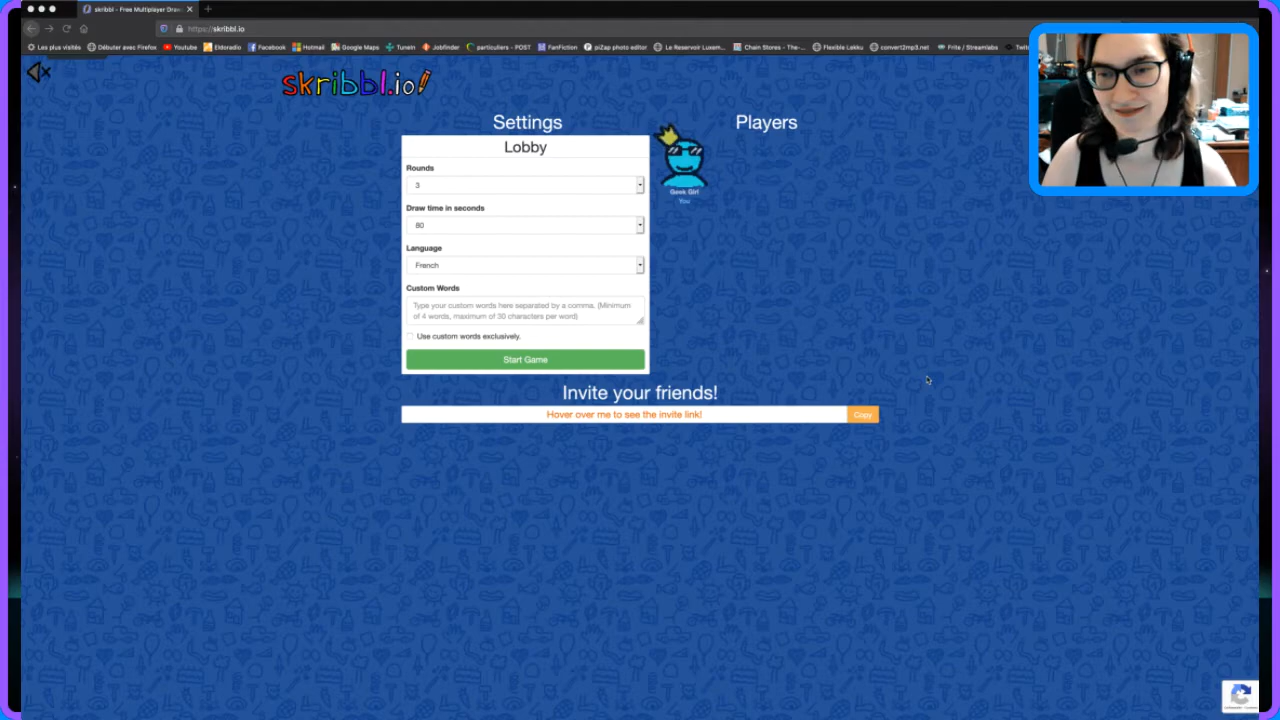 skribbl - Free Multiplayer Draw
https://skribbl.io
Les plus visités Débuter avec Firefox Youtube Eldoradio Facebook Hotmail Google Maps TuneIn Jobfinder particuliers - POST FanFiction piZap photo editor Le Reservoir Luxem... Chain Stores - The-... Flexible Lekku convert2mp3.net Frite / Streamlabs Twit
skribbl.io
Settings
Players
Lobby
Rounds
3
Draw time in seconds
80
Language
French
Custom Words
Type your custom words here separated by a comma. (Minimum
of 4 words, maximum of 30 characters per word)
Use custom words exclusively.
Start Game
Geek Girl
You
Invite your friends!
Hover over me to see the invite link!
Copy